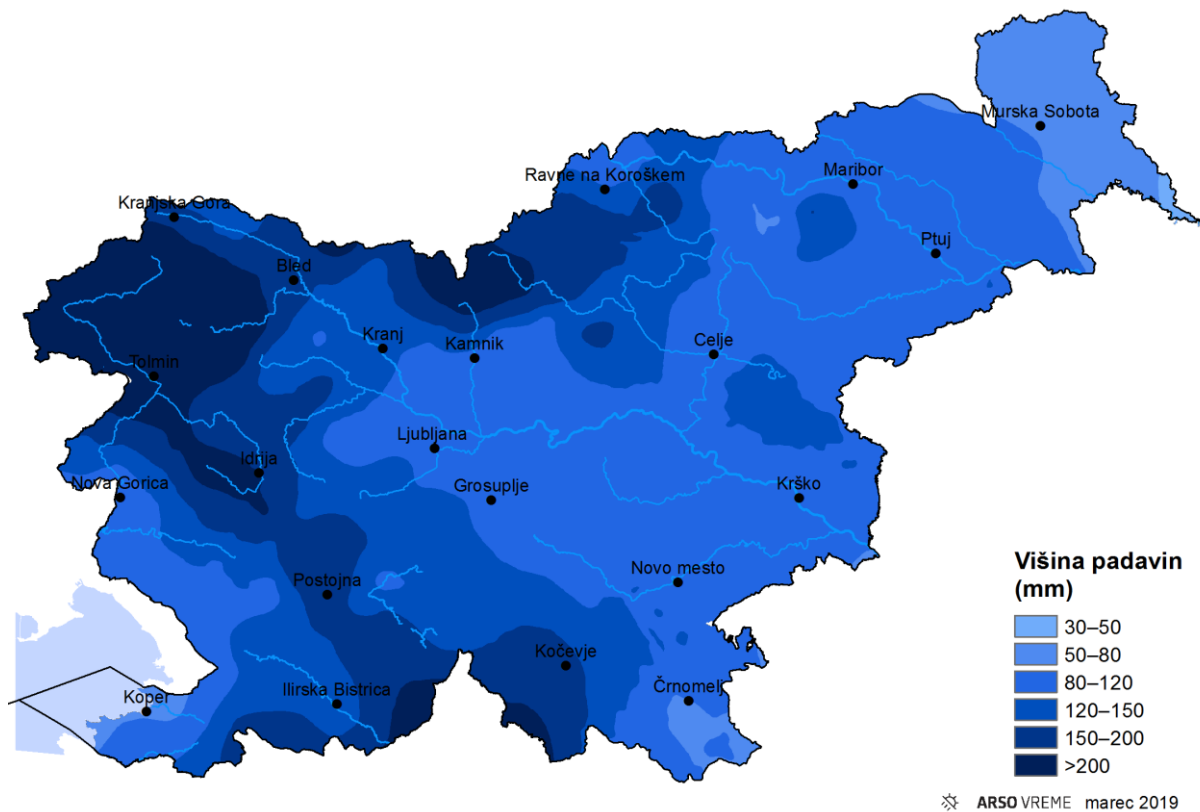 Murska Sobota
Ravne na Koroškem
Maribor
Kranjska Gora
Ptuj
Bled
Kranj
Kamnik
Celje
Tolmin
Ljubljana
Idrija
Nova Gorica
Grosuplje
Krško
Novo mesto
Postojna
Kočevje
Črnomelj
Koper
Ilirska Bistrica
Višina padavin
(mm)
30–50
50–80
80–120
120–150
150–200
>200
ARSO VREME marec 2019